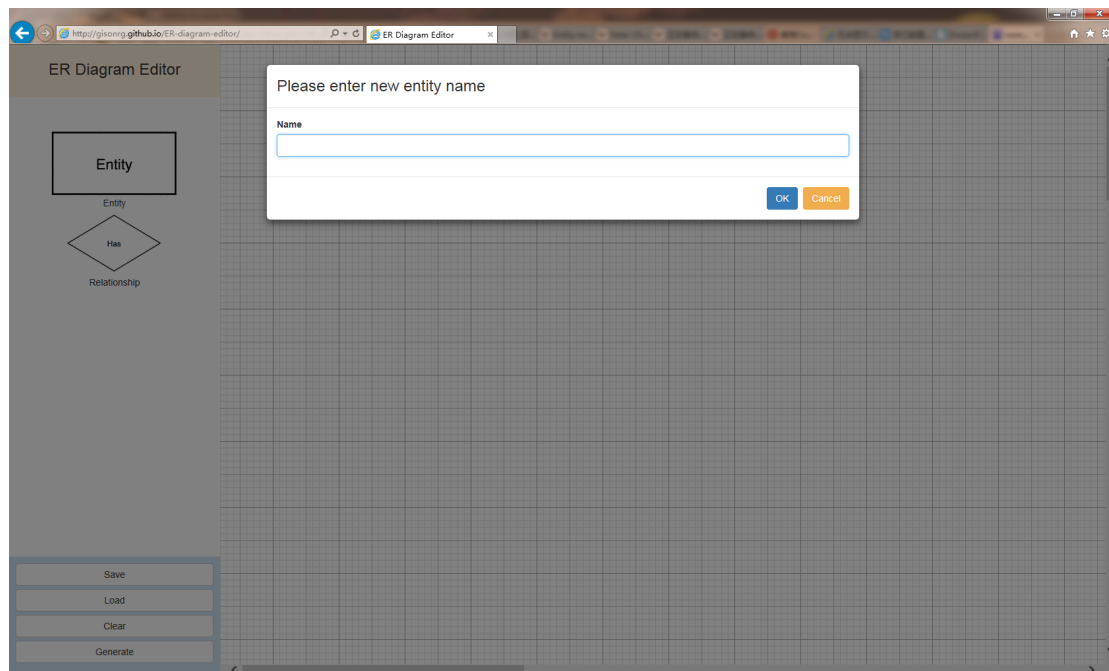 http://gisonrg.github.io/ER-diagram-editor/
ER Diagram Editor
ER Diagram Editor
Please enter new entity name
Name
OK
Cancel
Entity
Entity
Has
Relationship
Save
Load
Clear
Generate